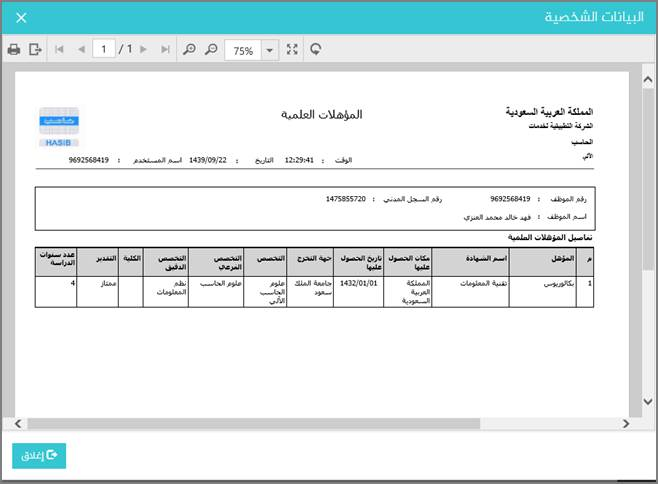 البيانات الشخصية
1 / 1
75%
المملكة العربية السعودية
الشركة التطبيقية لخدمات
الحاسب
الآلي
المؤهلات العلمية
HASIB
الوقت : 12:29:41 التاريخ : 1439/09/22 اسم المستخدم : 9692568419
رقم الموظف : 9692568419 رقم السجل المدني : 1475855720
اسم الموظف : فهد خالد محمد العنزي
تفاصيل المؤهلات العلمية
م المؤهل اسم الشهادة مكان الحصول عليها تاريخ الحصول عليها جهة التخرج التخصص التخصص الفرعي التخصص الدقيق الكلية التقدير عدد سنوات الدراسة
1 بكالوريوس تقنية المعلومات المملكة العربية السعودية 1432/01/01 جامعة الملك سعود علوم الحاسب الآلي علوم الحاسب نظم المعلومات ممتاز 4
إغلاق